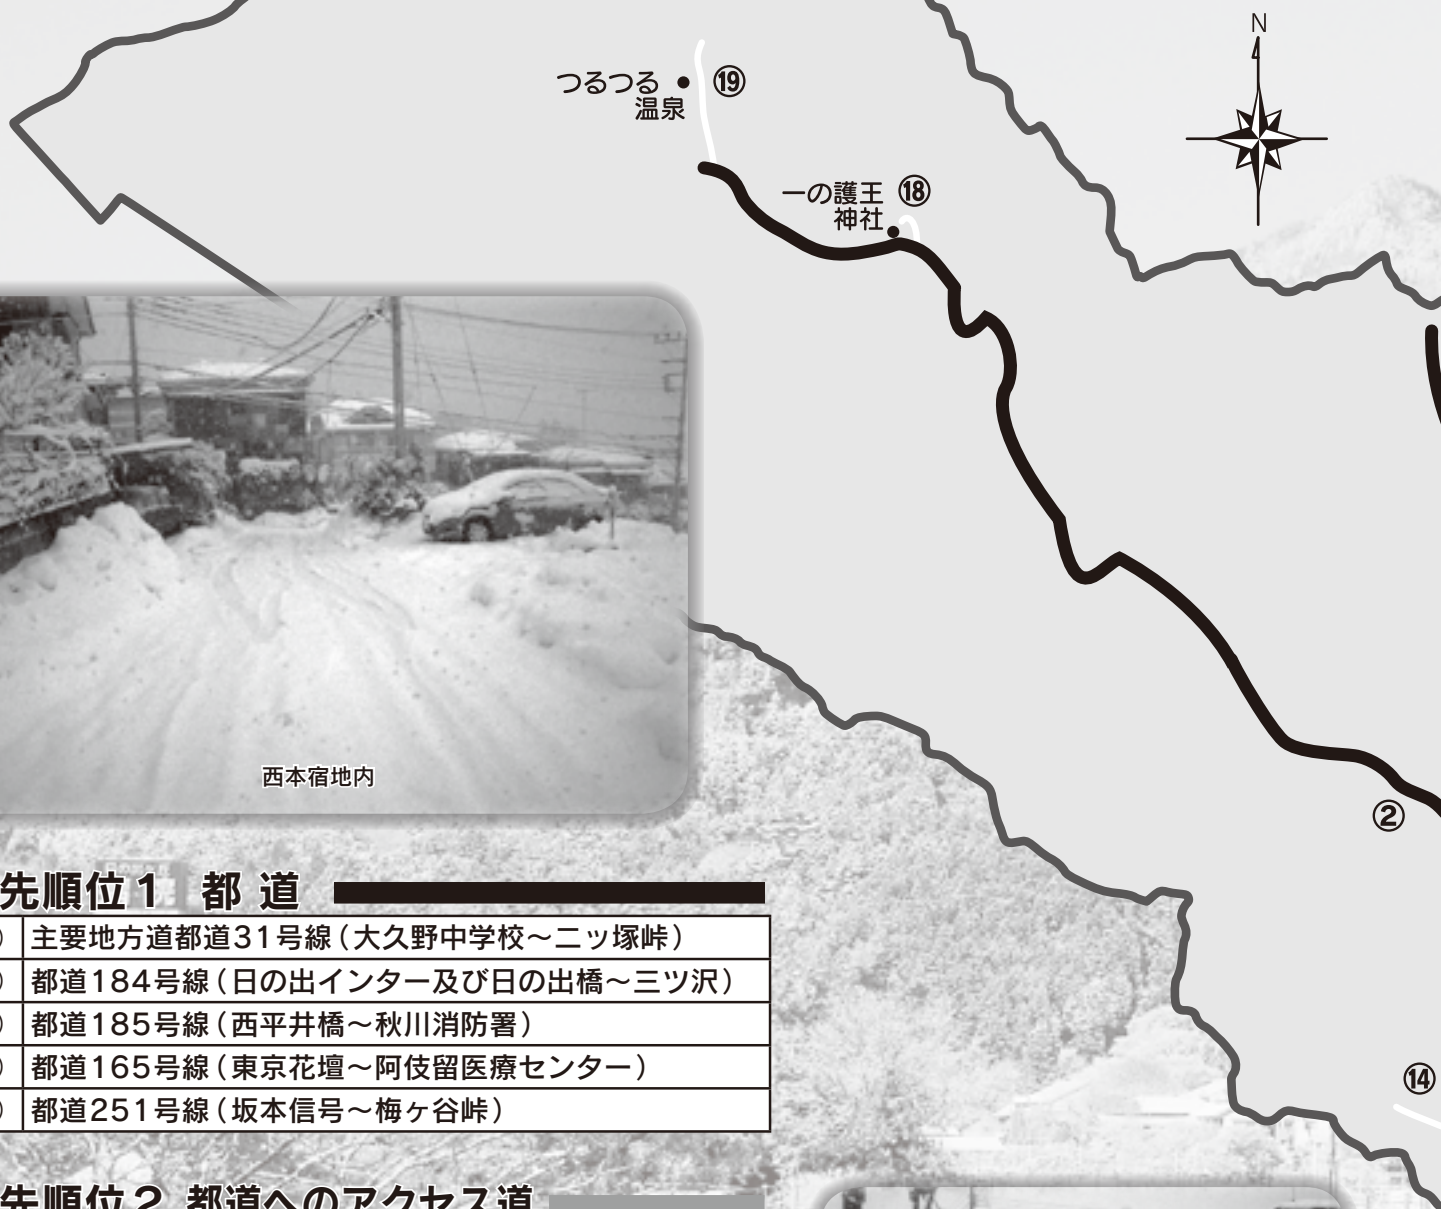 N
つるつる
温泉
⑲
一の護王
神社
⑱
西本宿地内
②
⑭
先順位1 都 道
主要地方道都道31号線（大久野中学校〜二ッ塚峠）
都道184号線（日の出インター及び日の出橋〜三ツ沢）
都道185号線（西平井橋〜秋川消防署）
都道165号線（東京花壇〜阿伎留医療センター）
都道251号線（坂本信号〜梅ヶ谷峠）
先順位2 都道へのアクセス道